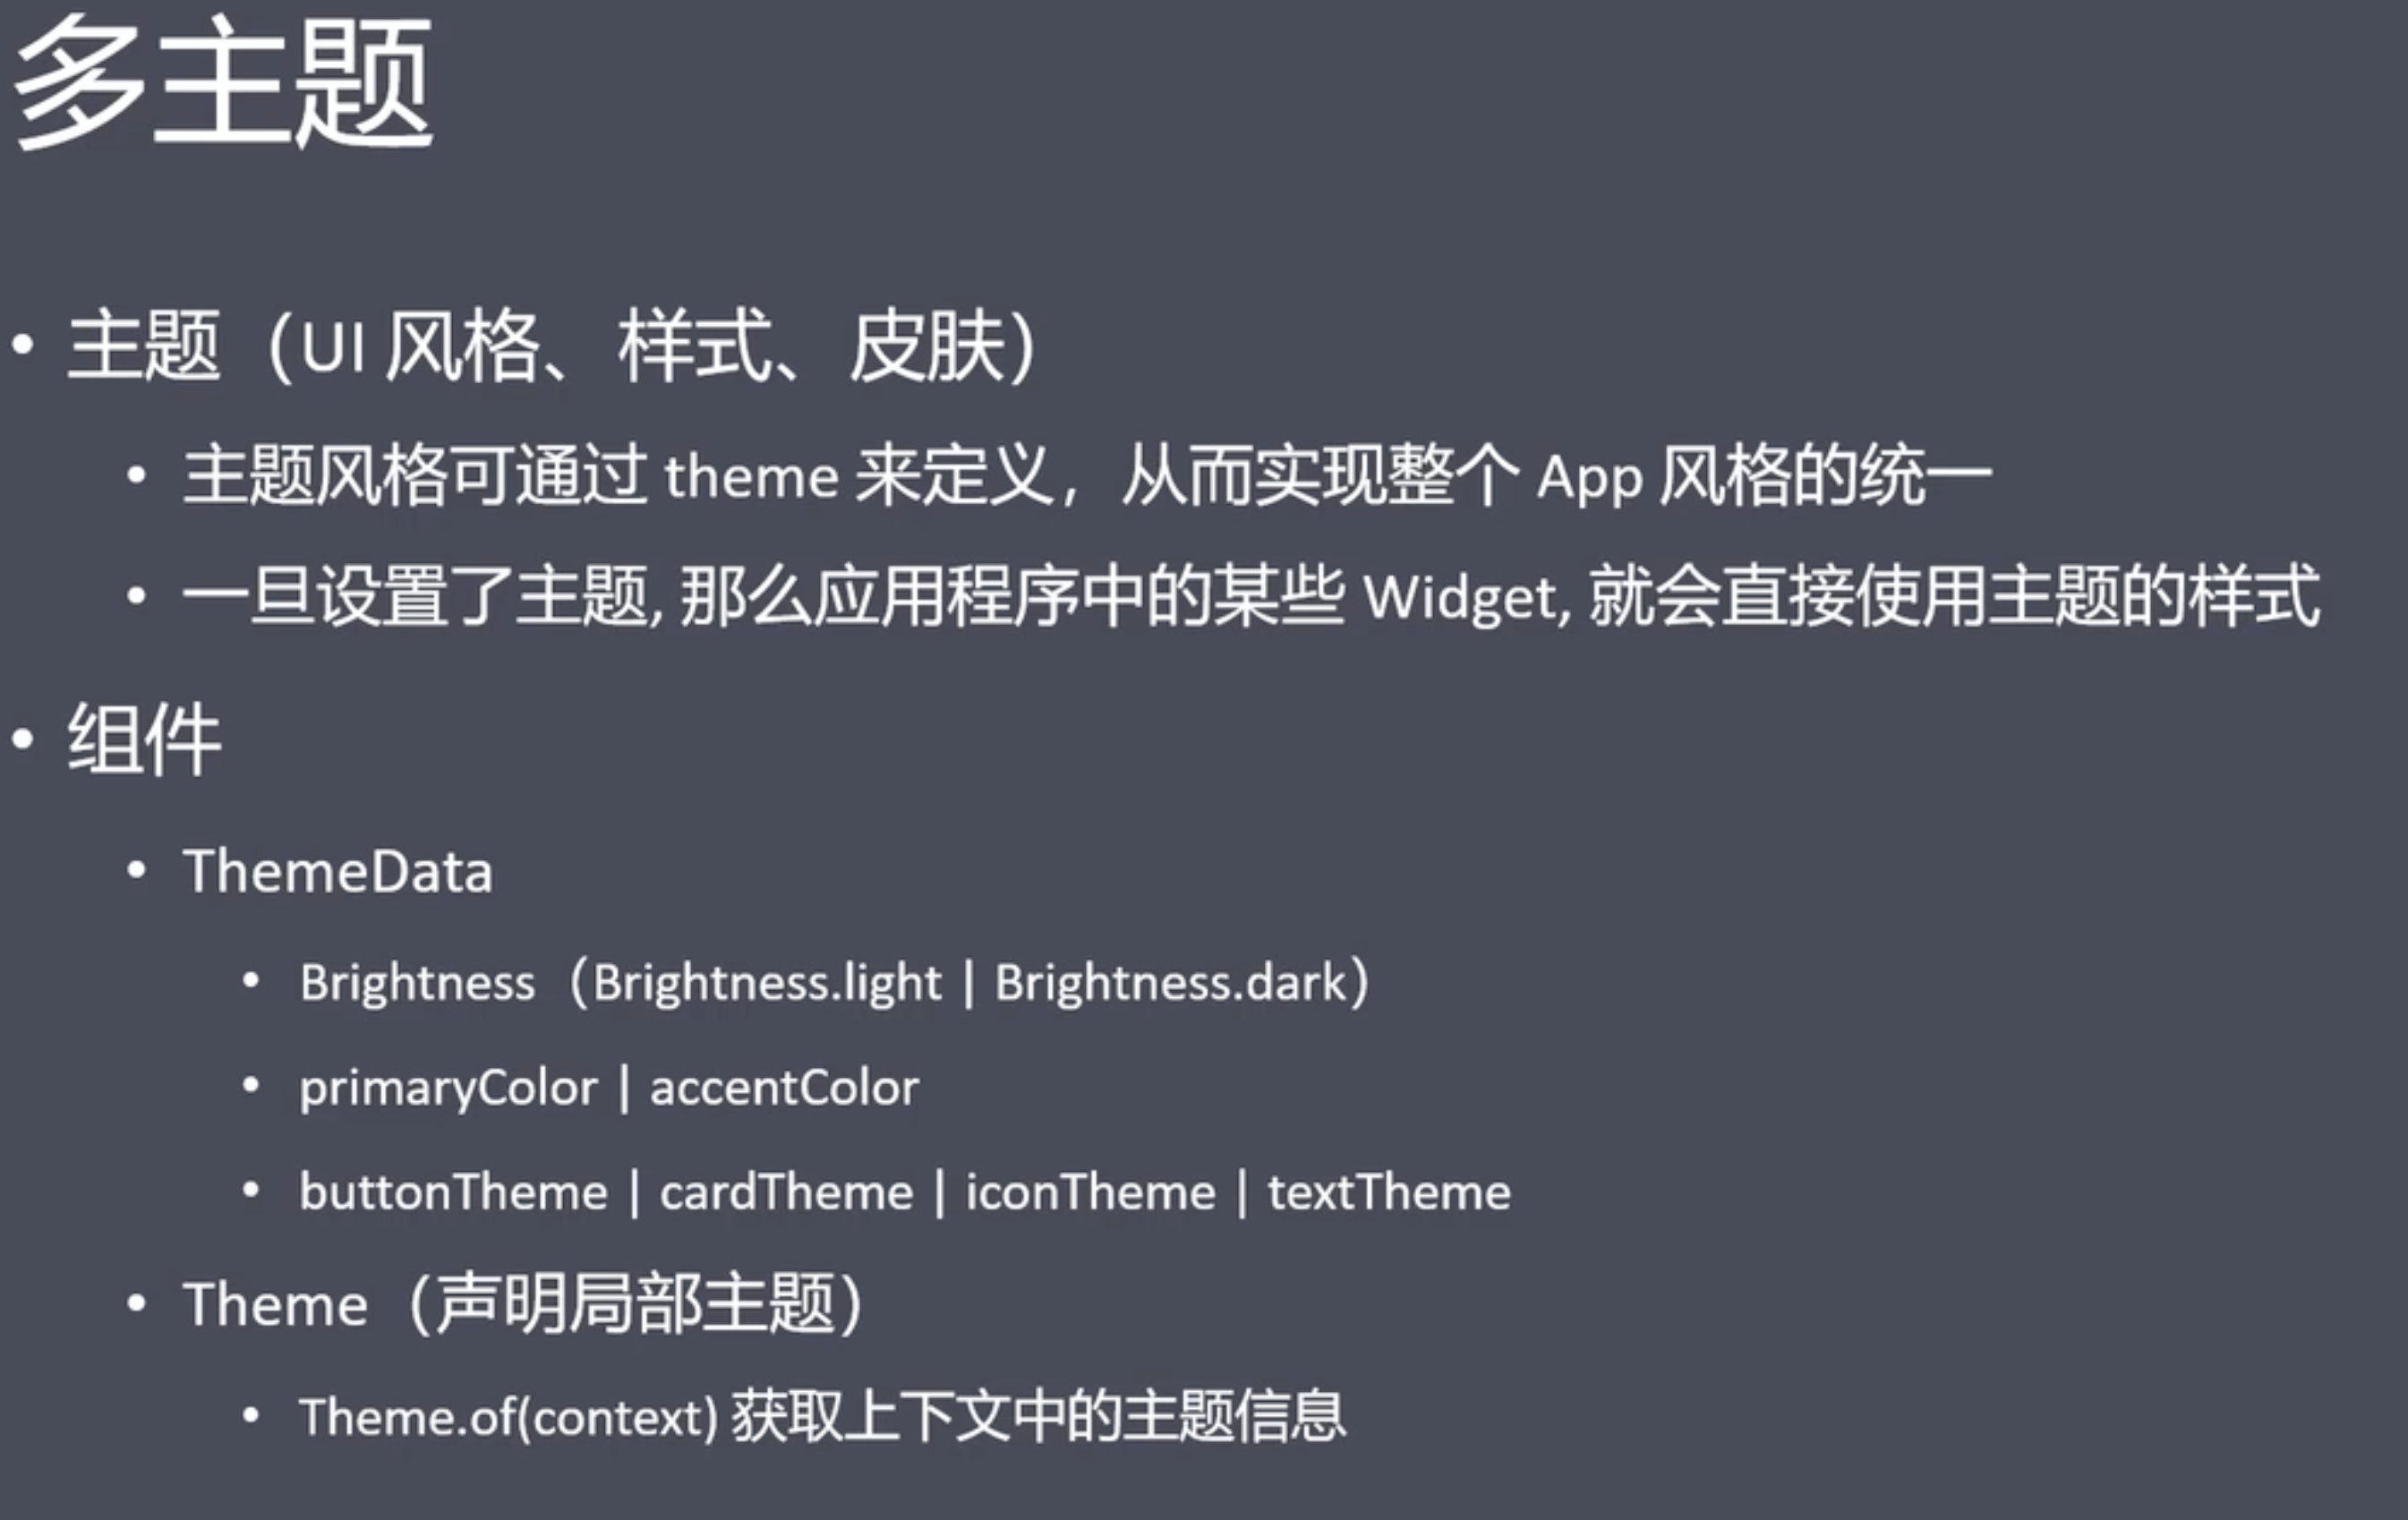 多主题
• 主题（UI 风格、 样式、 皮肤）
• 主题风格可通过 theme 来定义， 从而实现整个 App 风格的统一
• 一旦设置了主题, 那么应用程序中的某些 Widget, 就会直接使用主题的样式
• 组件
• ThemeData
• Brightness（Brightness.light | Brightness.dark）
• primaryColor | accentColor
• buttonTheme | cardTheme | iconTheme | textTheme
• Theme（声明局部主题）
• Theme.of(context) 获取上下文中的主题信息